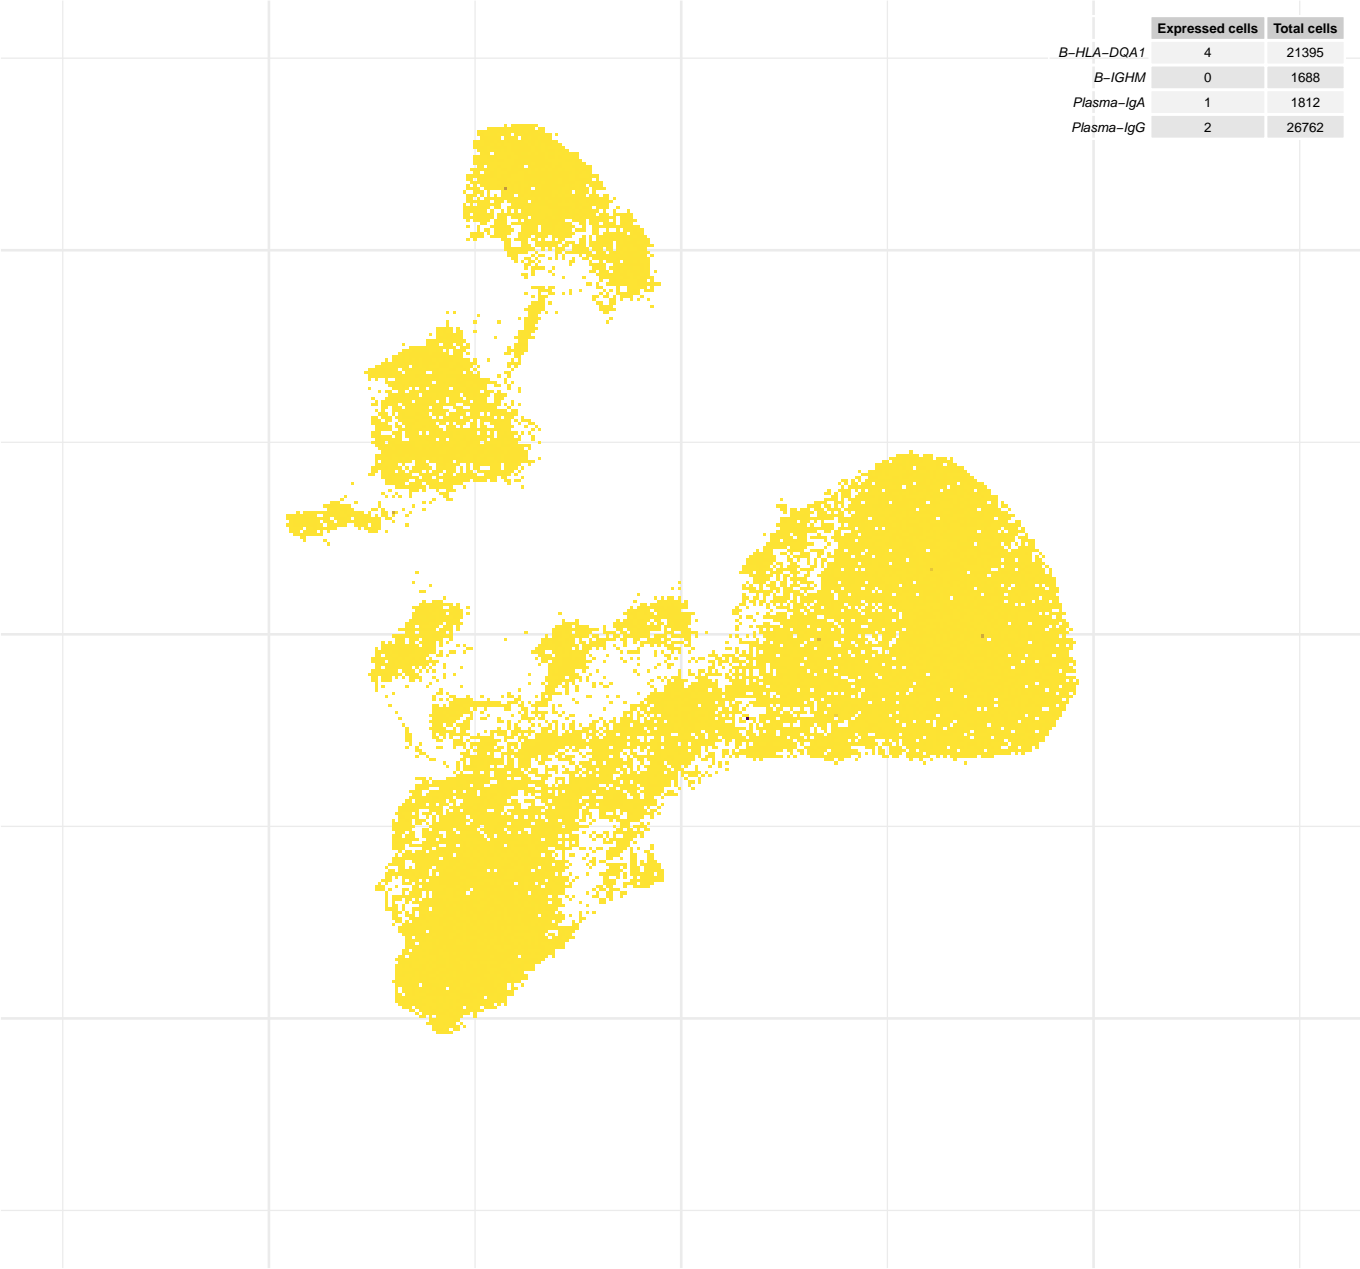 Expressed cells Total cells
B−HLA−DQA1 4 21395
B−IGHM 0 1688
Plasma−IgA 1 1812
Plasma−IgG 2 26762